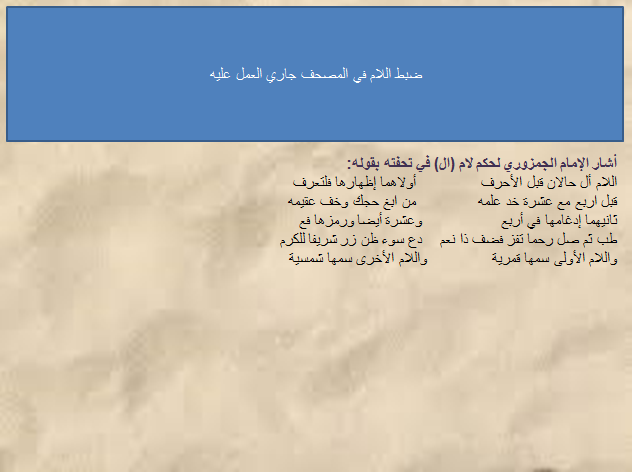 ضبط اللام في المصحف جاري العمل عليه
أشار الإمام الجمزوري لحكم لام (ال) في تحفته بقوله:
اللام أل حالان قبل الأحرف أولاهما إظهارها فلتعرف
قبل اربع مع عشرة خد علمه من ابغ حجك وخف عقيمه
ثانيهما إدغامها في أربع وعشرة أيضا ورمزها فع
طب ثم صل رحما تفز فضف ذا نعم دع سوء ظن زر شريفا للكرم
واللام الأولى سمها قمرية واللام الأخرى سمها شمسية